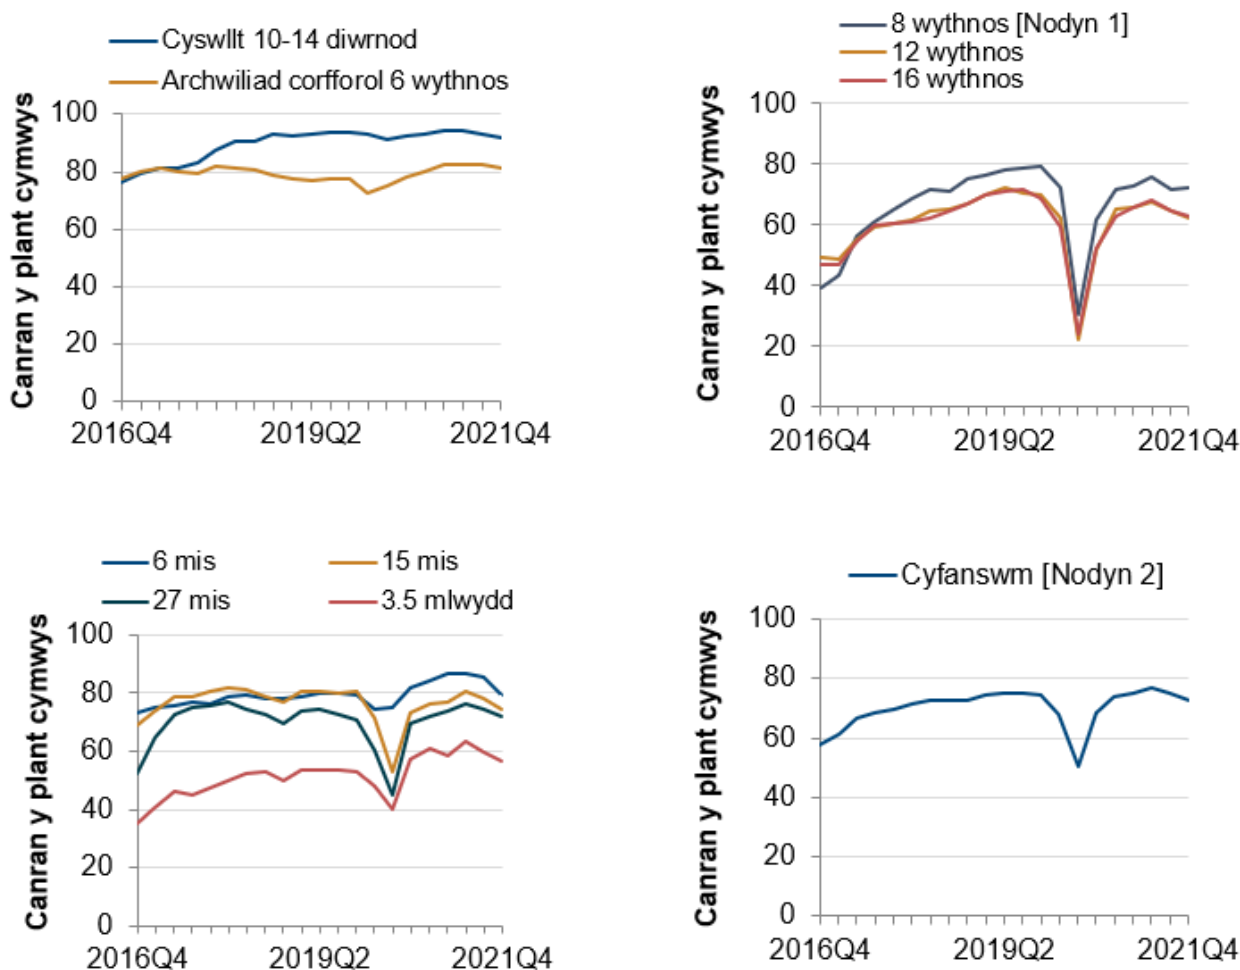 Cyswllt 10-14 diwrnod
Archwiliad corfforol 6 wythnos
Canran y plant cymwys
100
80
60
40
20
0
2016Q4 2019Q2 2021Q4
8 wythnos [Nodyn 1]
12 wythnos
16 wythnos
Canran y plant cymwys
100
80
60
40
20
0
2016Q4 2019Q2 2021Q4
6 mis 15 mis
27 mis 3.5 mlwydd
Canran y plant cymwys
100
80
60
40
20
0
2016Q4 2019Q2 2021Q4
Cyfanswm [Nodyn 2]
Canran y plant cymwys
100
80
60
40
20
0
2016Q4 2019Q2 2021Q4